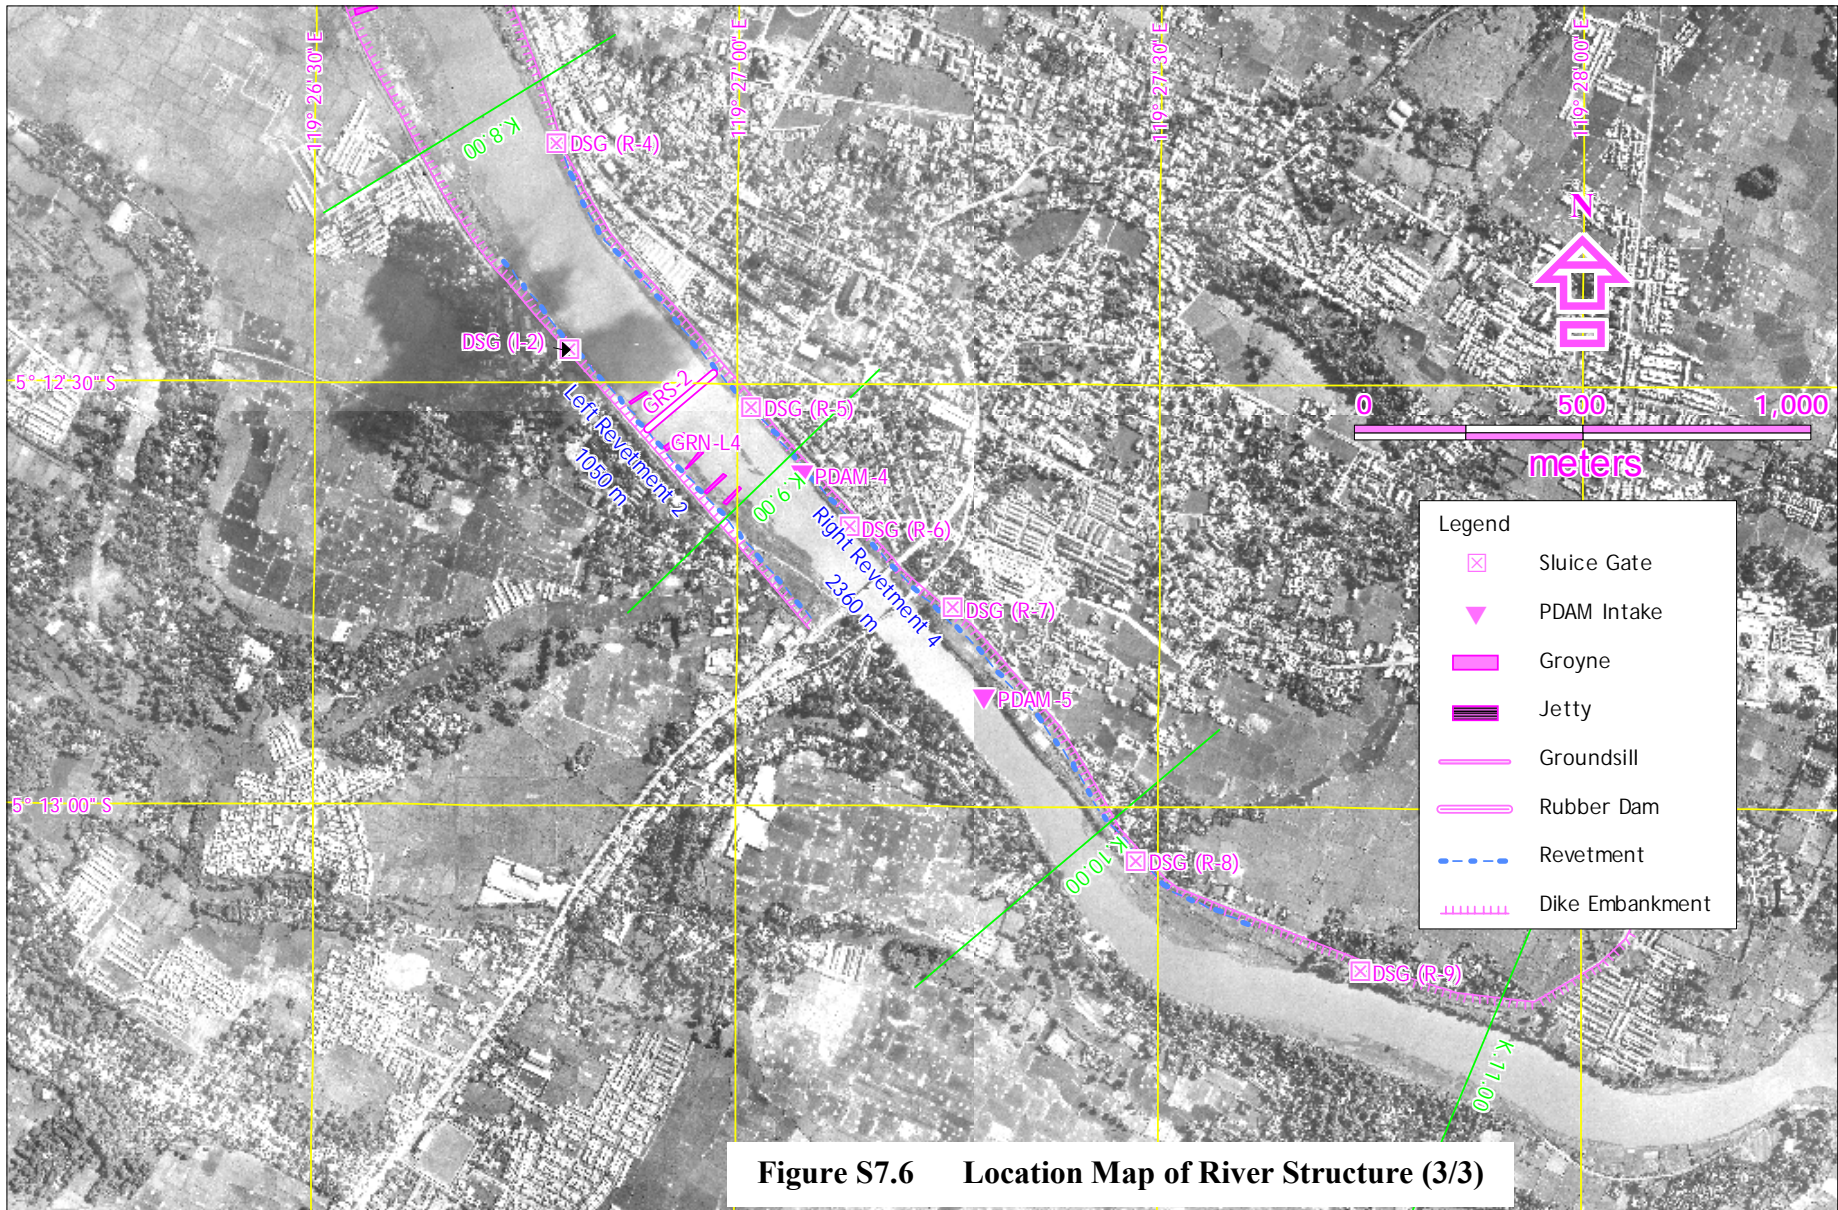 119° 26' 30" E
119° 27' 00" E
119° 27' 30" E
119° 28' 00" E
K.8.00
DSG (R-4)
N
DSG (l-2)
5° 12' 30" S
GRS-2
DSG (R-5)
0 500 1,000
meters
Left Revetment 2
1050 m
GRN-L4
PDAM-4
K.9.00
DSG (R-6)
Right Revetment 4
2360 m
DSG (R-7)
PDAM-5
5° 13' 00" S
K.10.00
DSG (R-8)
DSG (R-9)
K.11.00
Legend
Sluice Gate
PDAM Intake
Groyne
Jetty
Groundsill
Rubber Dam
Revetment
Dike Embankment
Figure S7.6 Location Map of River Structure (3/3)